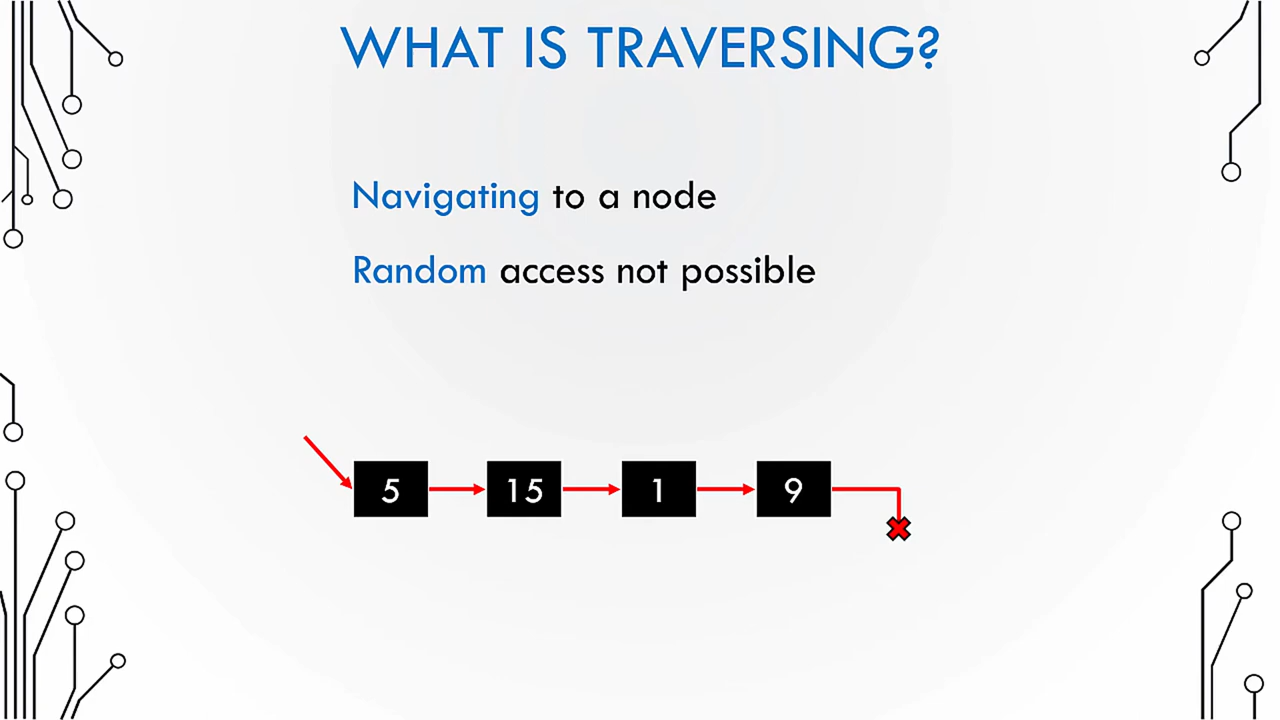 WHAT IS TRAVERSING?
Navigating to a node
Random access not possible
5 15 1 9